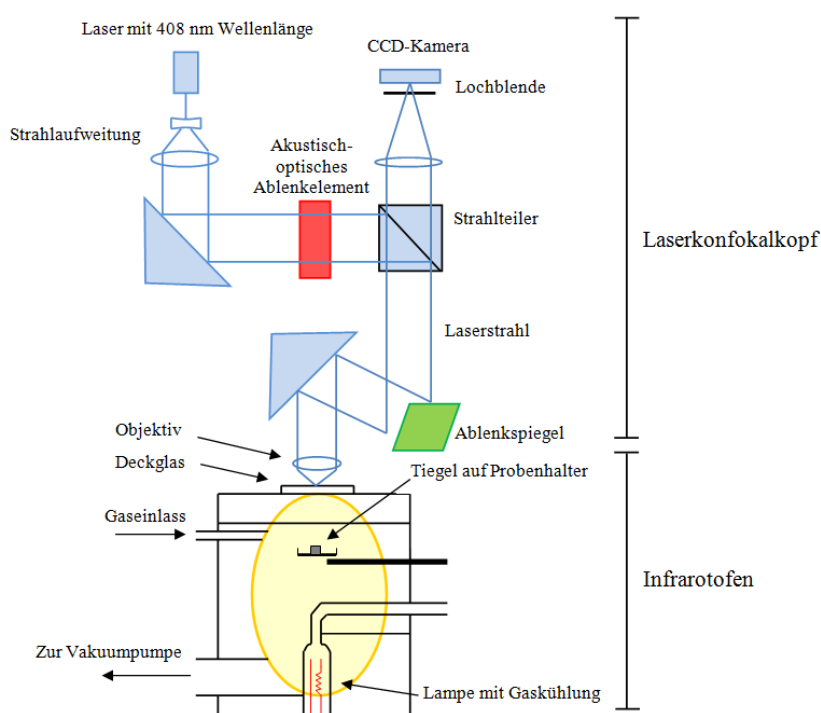 Laser mit 408 nm Wellenlänge
CCD-Kamera
Lochblende
Strahlaufweitung
Akustisch-
optisches
Ablenkelement
Strahlteiler
Laserkonfokalkopf
Laserstrahl
Objektiv
Ablenkspiegel
Deckglas
Tiegel auf Probenhalter
Gaseinlass
Infrarotofen
Zur Vakuumpumpe
Lampe mit Gaskühlung